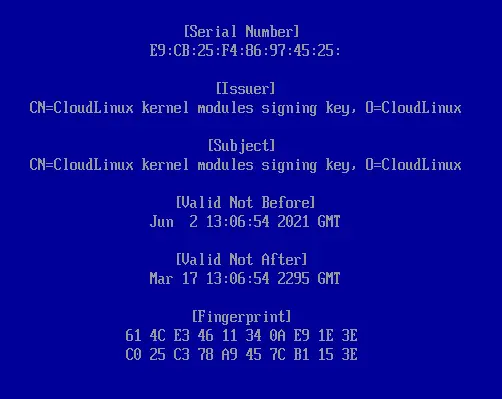 [Serial Number]
E9:CB:25:F4:86:97:45:25:
[Issuer]
CN=CloudLinux kernel modules signing key, O=CloudLinux
[Subject]
CN=CloudLinux kernel modules signing key, O=CloudLinux
[Valid Not Before]
Jun  2 13:06:54 2021 GMT
[Valid Not After]
Mar 17 13:06:54 2295 GMT
[Fingerprint]
61 4C E3 46 11 34 0A E9 1E 3E
C0 25 C3 78 A9 45 7C B1 15 3E